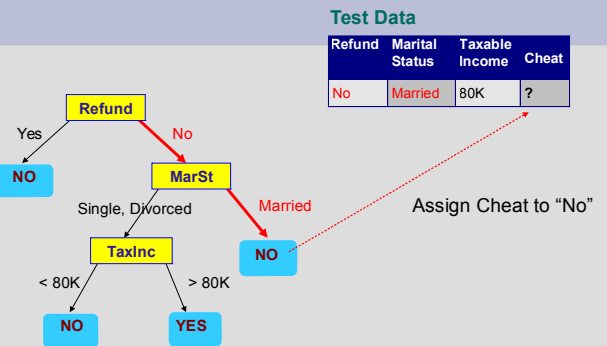 Test Data
Refund Marital Status Taxable Income Cheat
No Married 80K ?
Refund
Yes No
NO MarSt
Single, Divorced Married
Assign Cheat to “No”
TaxInc NO
< 80K > 80K
NO YES